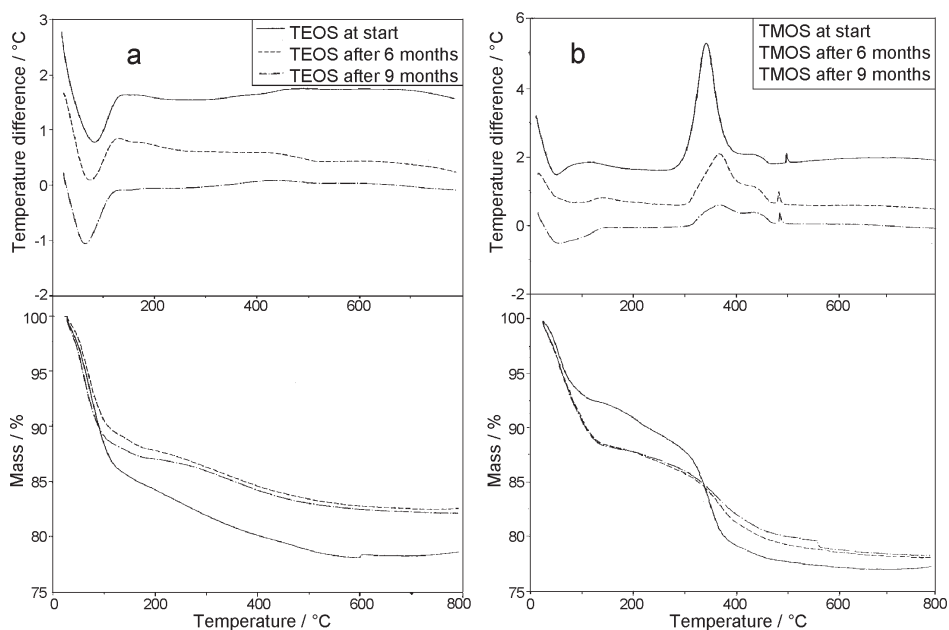 a
TEOS at start
TEOS after 6 months
TEOS after 9 months
Temperature difference / °C
3
2
1
0
-1
-2
200
400
600
b
TMOS at start
TMOS after 6 months
TMOS after 9 months
Temperature difference / °C
6
4
2
0
-2
200
400
600
Mass / %
100
95
90
85
80
75
0
200
400
600
800
Temperature / °C
Mass / %
100
95
90
85
80
75
0
200
400
600
800
Temperature / °C